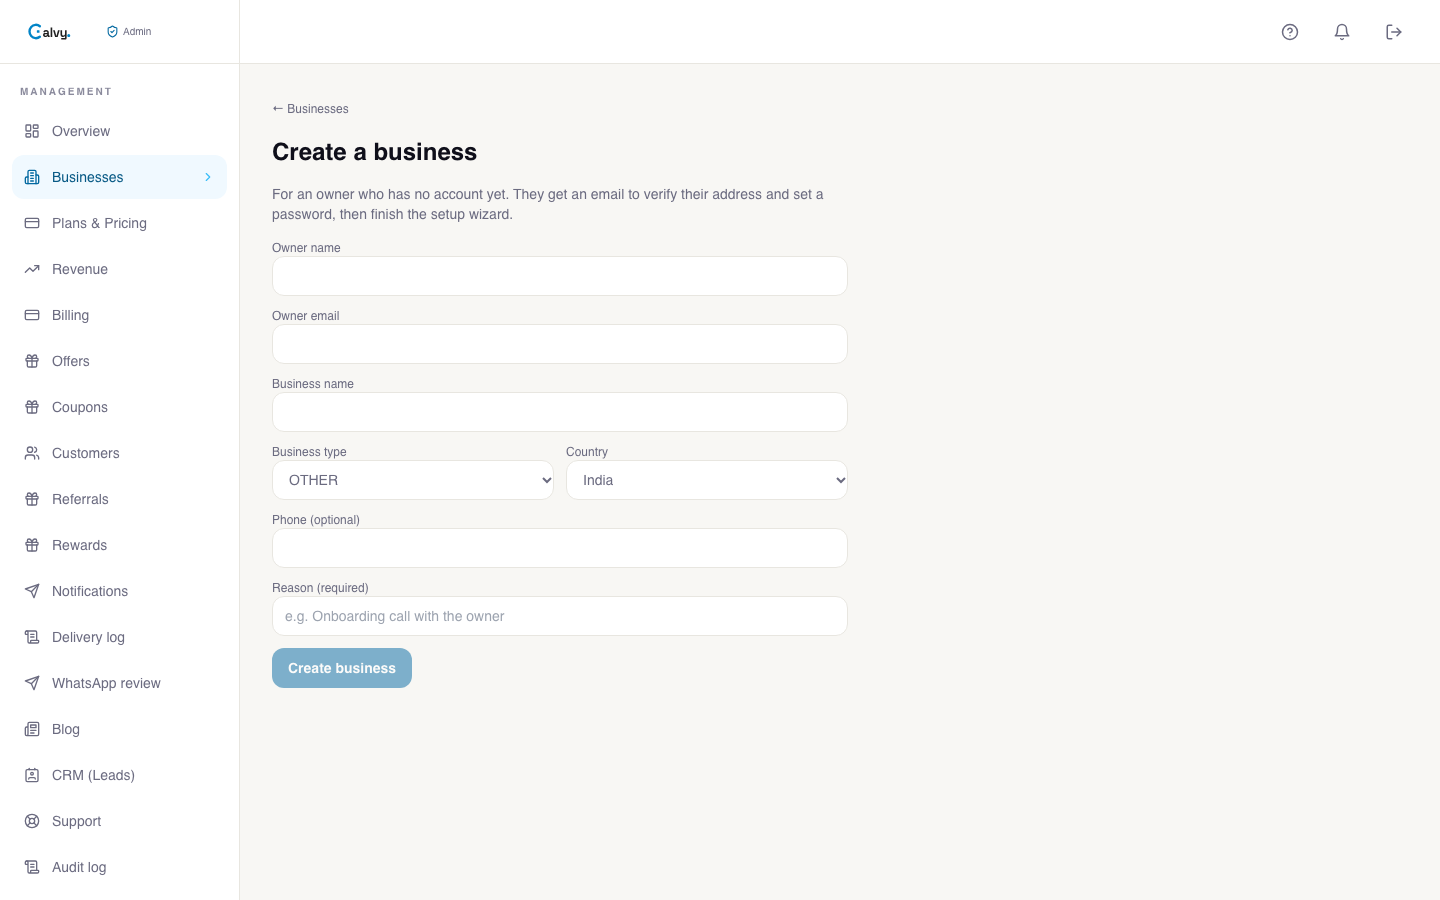 Calvy.
Admin
MANAGEMENT
Overview
Businesses
Plans & Pricing
Revenue
Billing
Offers
Coupons
Customers
Referrals
Rewards
Notifications
Delivery log
WhatsApp review
Blog
CRM (Leads)
Support
Audit log
← Businesses
Create a business
For an owner who has no account yet. They get an email to verify their address and set a
password, then finish the setup wizard.
Owner name
Owner email
Business name
Business type
Country
OTHER
India
Phone (optional)
Reason (required)
e.g. Onboarding call with the owner
Create business